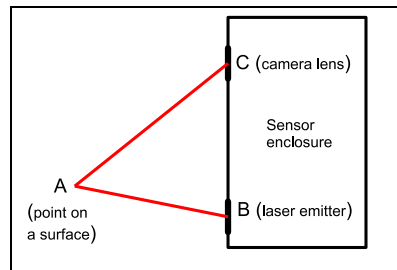 C (camera lens)
Sensor
enclosure
A
(point on
a surface)
B (laser emitter)